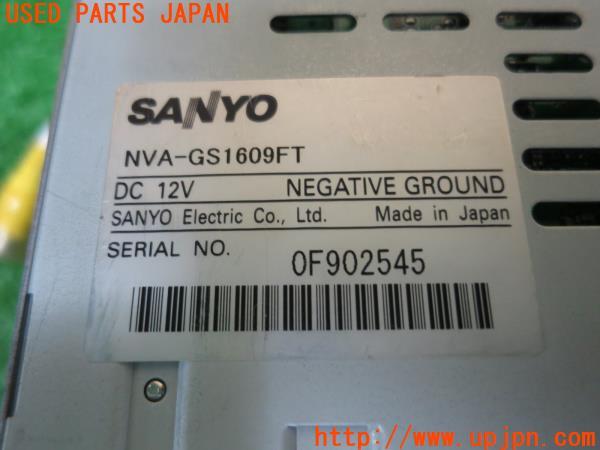 USED PARTS JAPAN
SANYO
NVA-GS1609FT
DC 12V NEGATIVE GROUND
SANYO Electric Co., Ltd. Made in Japan
SERIAL NO. 0F902545
http://www.upjpn.com